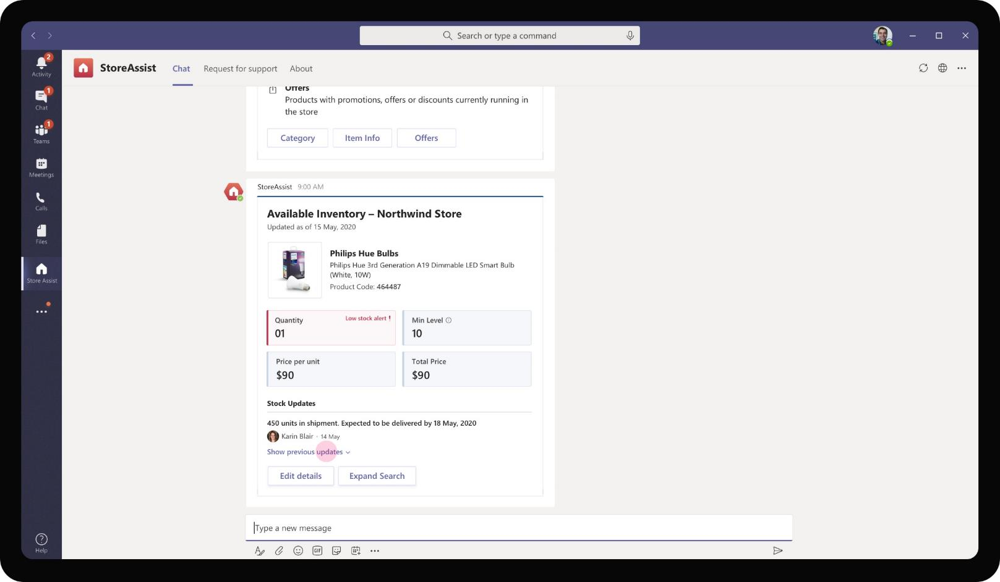 Search or type a command
2
Activity
1
Chat
1
Teams
Meetings
Calls
Files
Store Assist
Help
StoreAssist
Chat
Request for support
About
Offers
Products with promotions, offers or discounts currently running in
the store
Category
Item Info
Offers
StoreAssist 9:00 AM
Available Inventory – Northwind Store
Updated as of 15 May, 2020
Philips Hue Bulbs
Philips Hue 3rd Generation A19 Dimmable LED Smart Bulb
(White, 10W)
Product Code: 464487
Quantity
Low stock alert !
01
Min Level
10
Price per unit
$90
Total Price
$90
Stock Updates
450 units in shipment. Expected to be delivered by 18 May, 2020
Karin Blair · 14 May
Show previous updates
Edit details
Expand Search
Type a new message
GIF